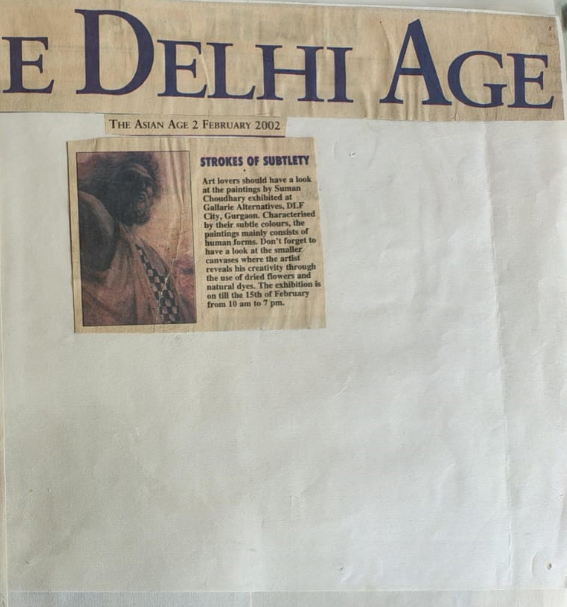 E DELHI AGE
THE ASIAN AGE 2 FEBRUARY 2002
STROKES OF SUBTLETY
Art lovers should have a look
at the paintings by Suman
Choudhary exhibited at
Gallarie Alternatives, DLF
City, Gurgaon. Characterised
by their subtle colours, the
paintings mainly consists of
human forms. Don't forget to
have a look at the smaller
canvases where the artist
reveals his creativity through
the use of dried flowers and
natural dyes. The exhibition is
on till the 15th of February
from 10 am to 7 pm.